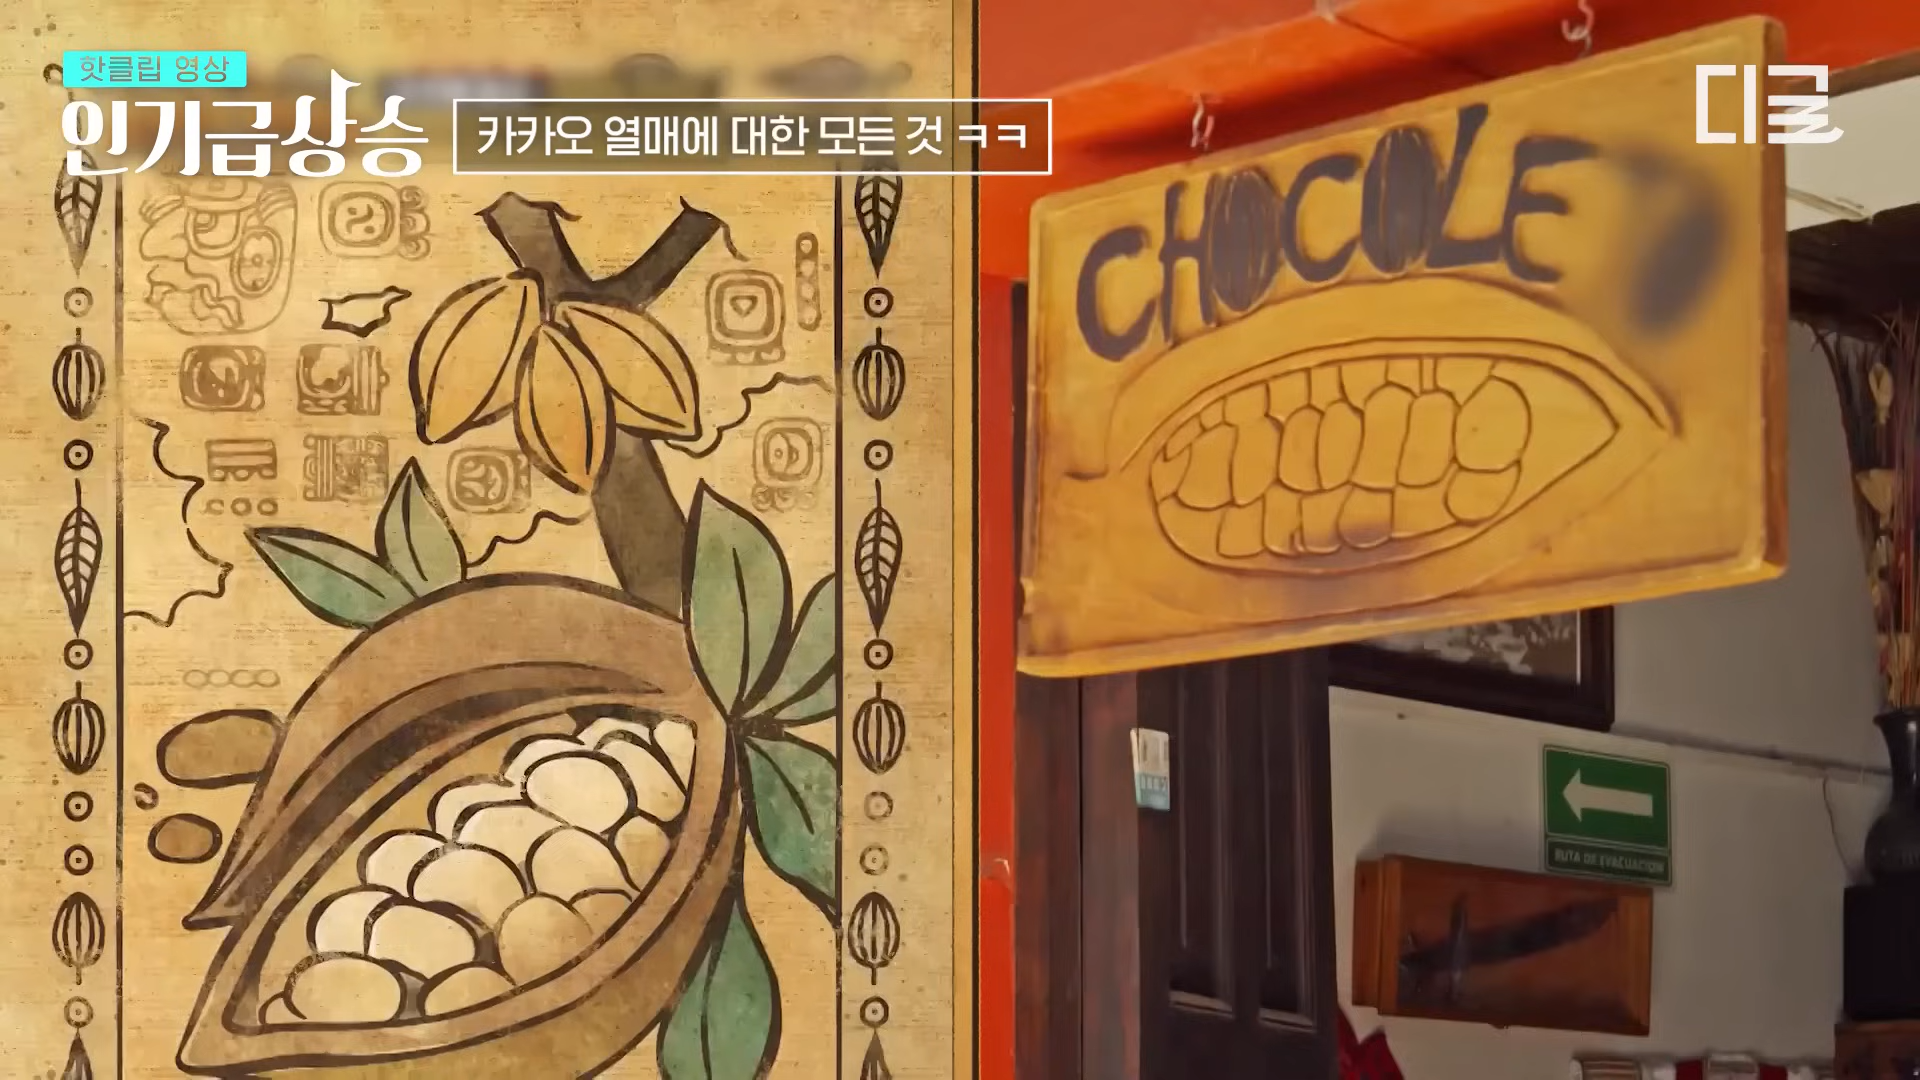 핫클립 영상
인기급상승
카카오 열매에 대한 모든 것 ㅋㅋ
디글
CHOCOLE
RUTA DE EVACUACION